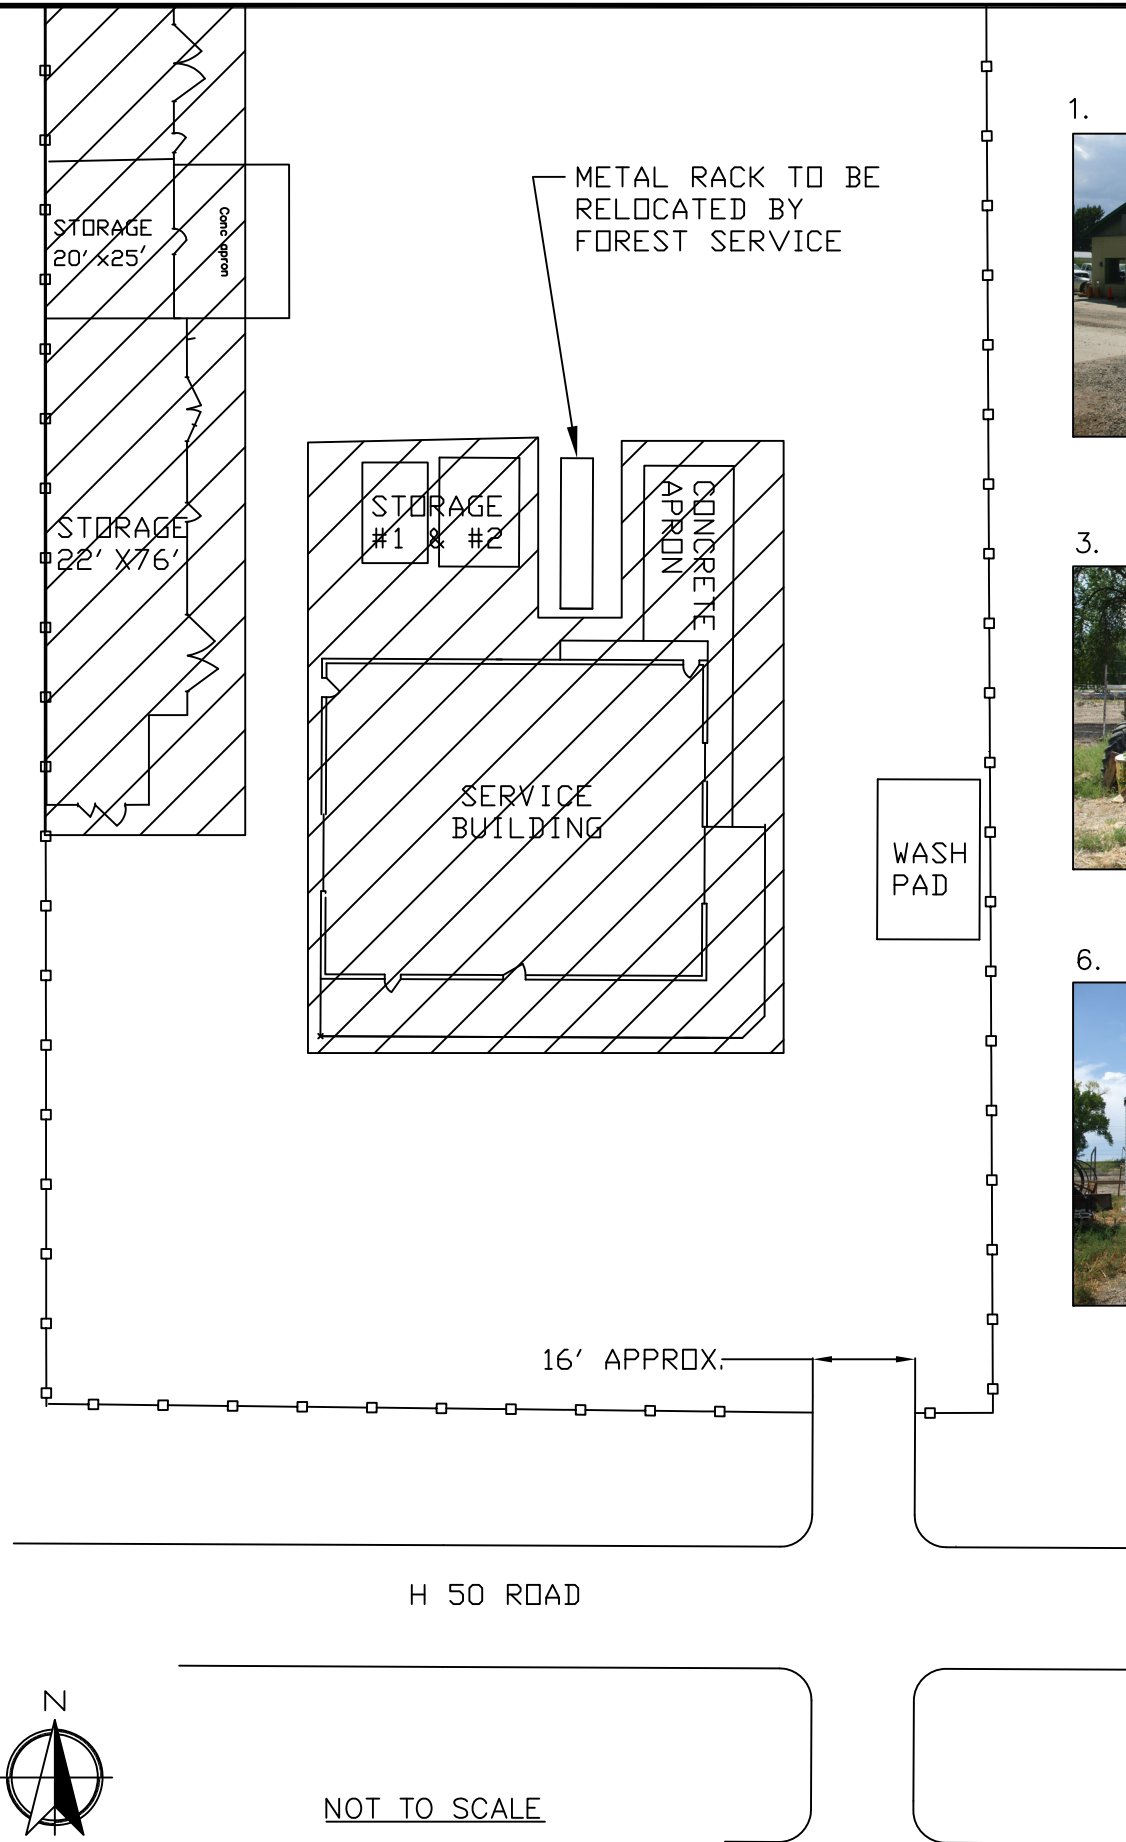 1.
METAL RACK TO BE
RELOCATED BY
FOREST SERVICE
STORAGE
20' x25'
Conc apron
STORAGE
#1 & #2
CONCRETE
APRON
STORAGE
22' X76'
3.
SERVICE
BUILDING
WASH
PAD
6.
16' APPROX.
H 50 ROAD
N
NOT TO SCALE